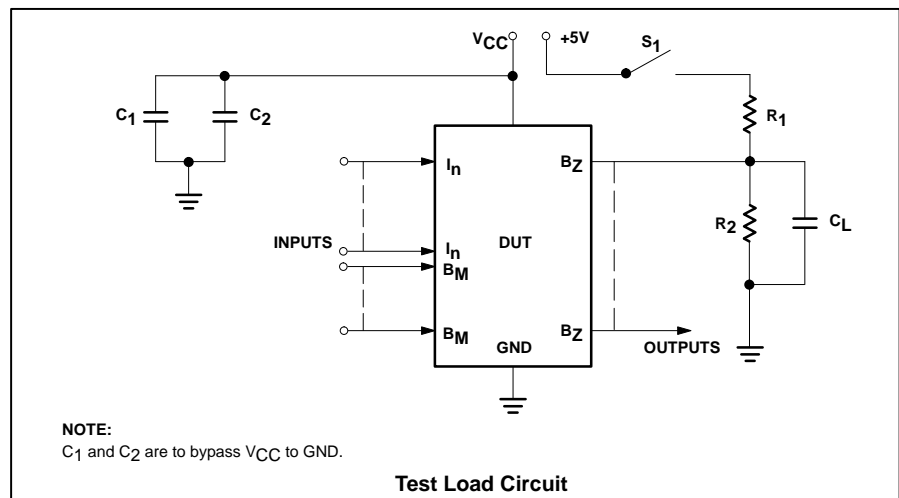 VCC +5V S1
C1 C2 R1
In BZ
R2 CL
INPUTS In DUT
BM
BM BZ
GND OUTPUTS
NOTE:
C1 and C2 are to bypass VCC to GND.
Test Load Circuit